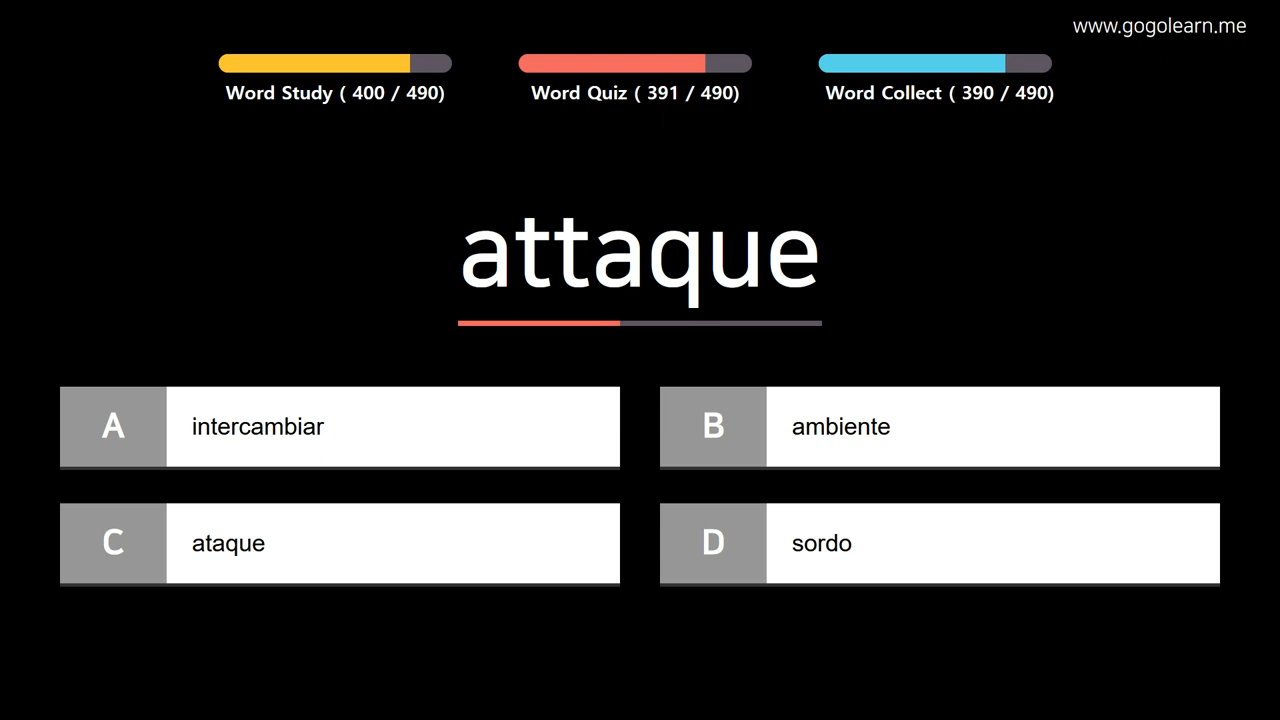 www.gogolearn.me
Word Study ( 400 / 490)
Word Quiz ( 391 / 490)
Word Collect ( 390 / 490)
attaque
A
intercambiar
B
ambiente
C
ataque
D
sordo